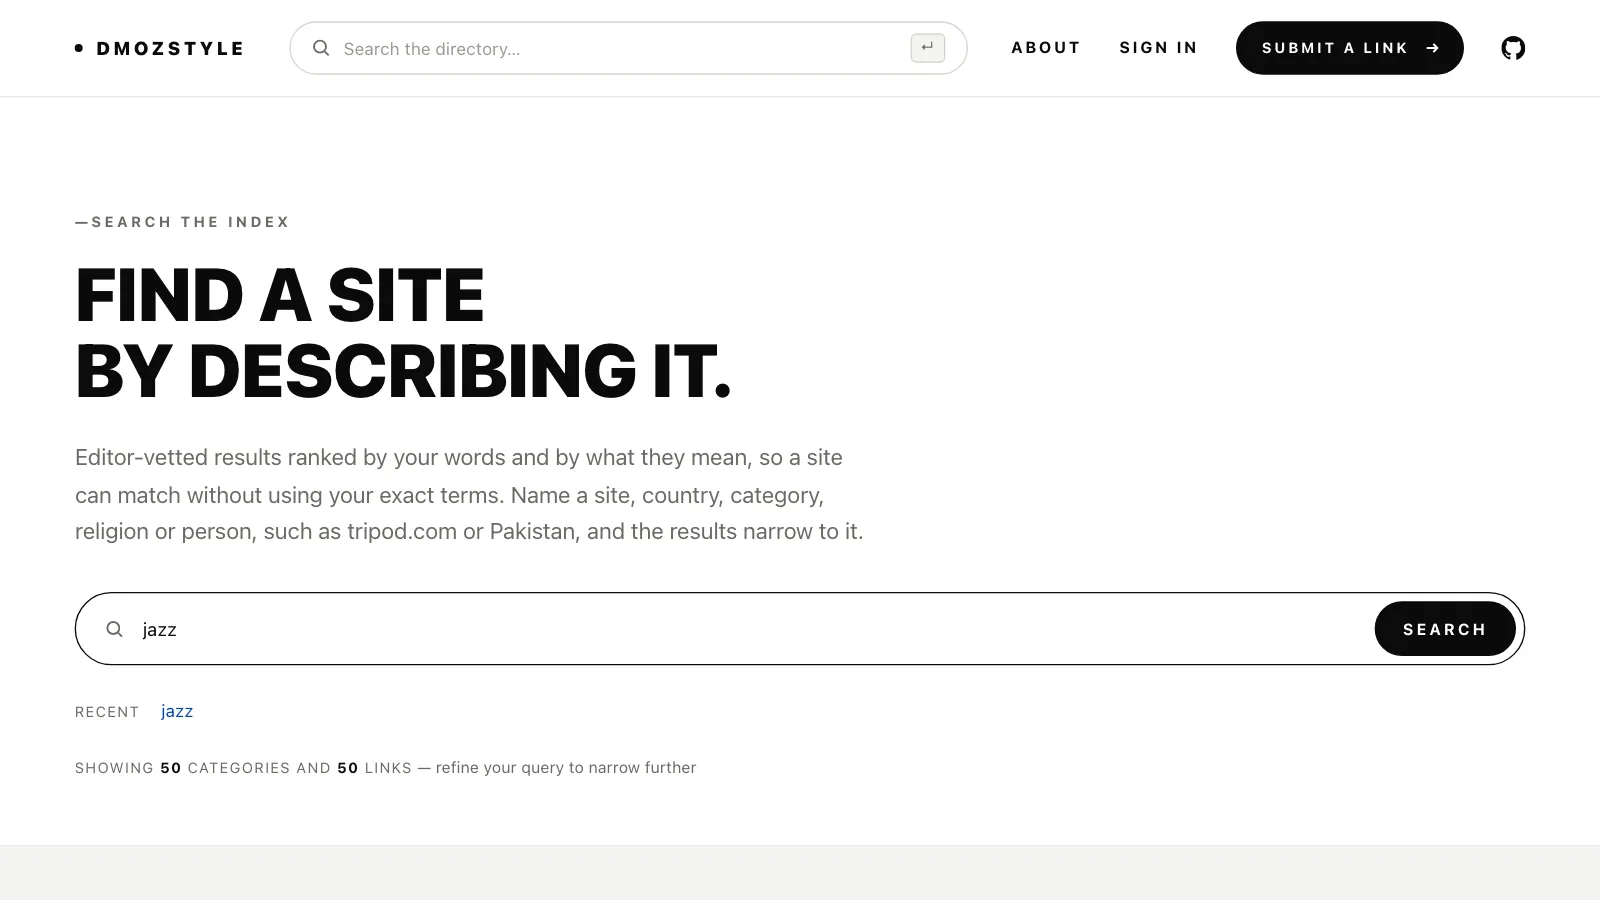 DMOZSTYLE
Search the directory...
ABOUT
SIGN IN
SUBMIT A LINK →
—SEARCH THE INDEX
FIND A SITE
BY DESCRIBING IT.
Editor-vetted results ranked by your words and by what they mean, so a site
can match without using your exact terms. Name a site, country, category,
religion or person, such as tripod.com or Pakistan, and the results narrow to it.
jazz
SEARCH
RECENT jazz
SHOWING 50 CATEGORIES AND 50 LINKS — refine your query to narrow further